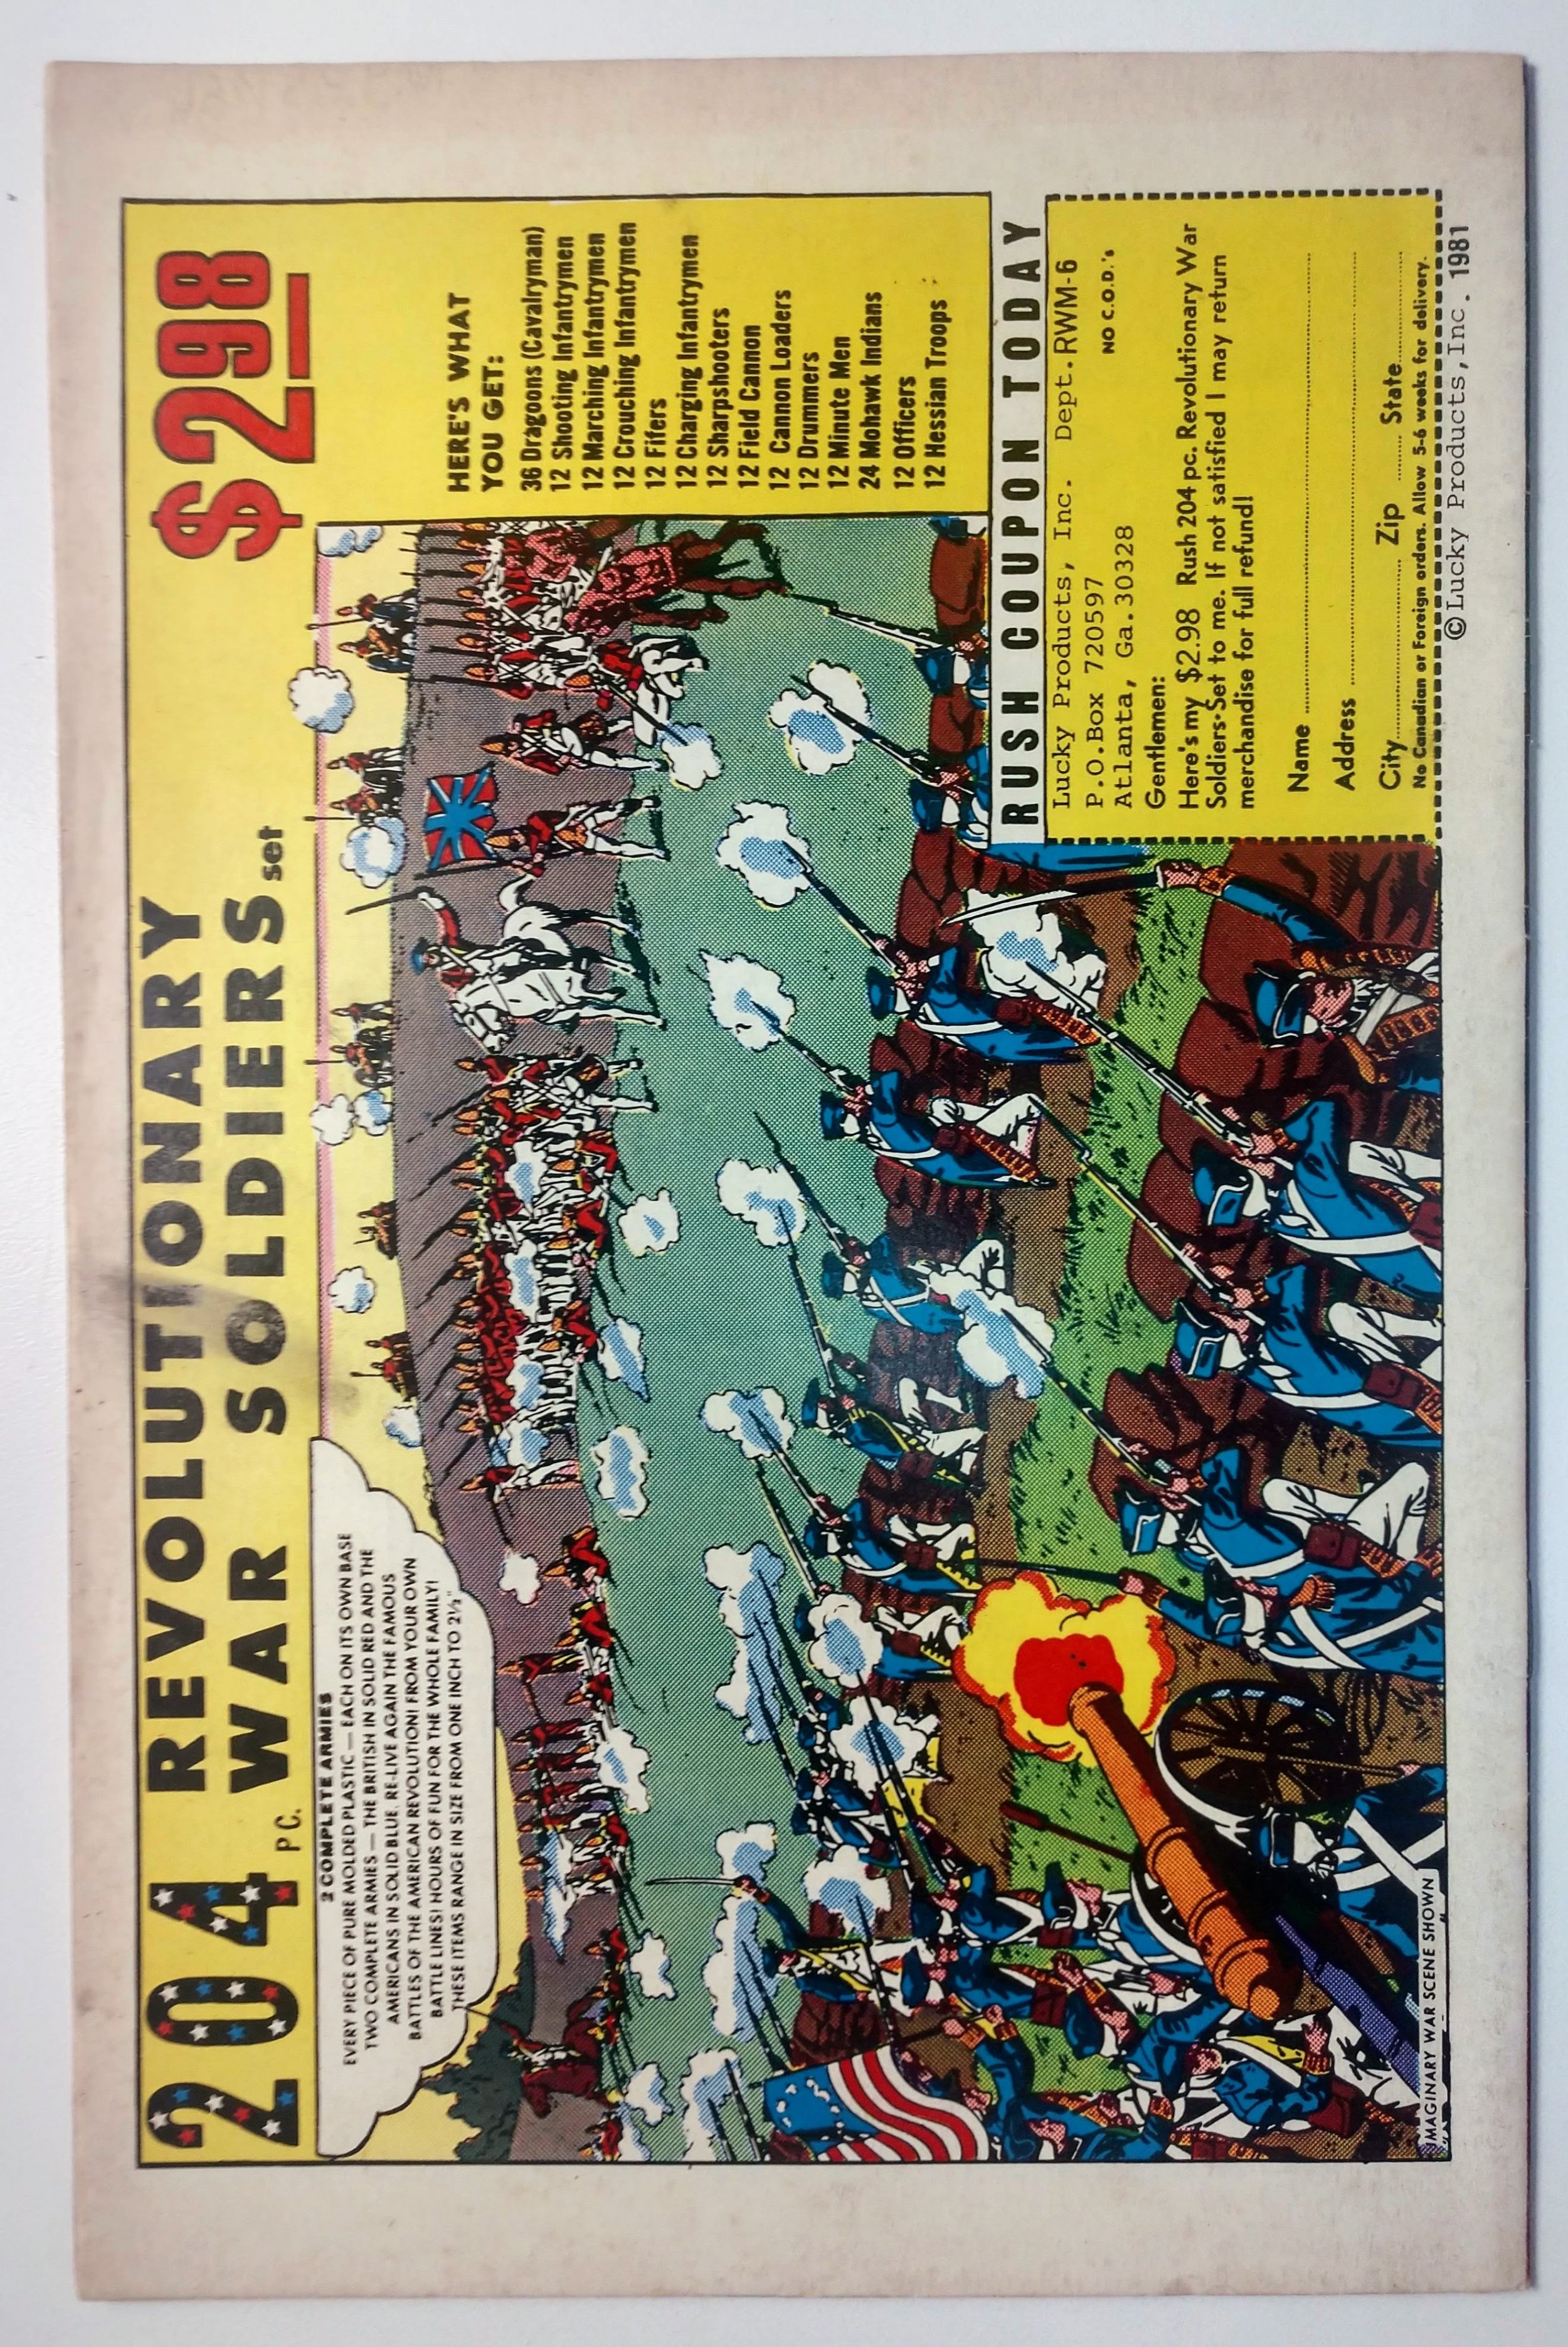 204 PC. REVOLUTIONARY
WAR SOLDIERS set
$2.98
2 COMPLETE ARMIES
EVERY PIECE OF PURE MOLDED PLASTIC — EACH ON ITS OWN BASE
TWO COMPLETE ARMIES — THE BRITISH IN SOLID RED AND THE
AMERICANS IN SOLID BLUE. RE-LIVE AGAIN THE FAMOUS
BATTLES OF THE AMERICAN REVOLUTION! FROM YOUR OWN
BATTLE LINES! HOURS OF FUN FOR THE WHOLE FAMILY!
THESE ITEMS RANGE IN SIZE FROM ONE INCH TO 2½"
HERE'S WHAT
YOU GET:
36 Dragoons (Cavalryman)
12 Shooting Infantrymen
12 Marching Infantrymen
12 Crouching Infantrymen
12 Fifers
12 Charging Infantrymen
12 Sharpshooters
12 Field Cannon
12 Cannon Loaders
12 Drummers
12 Minute Men
24 Mohawk Indians
12 Officers
12 Hessian Troops
RUSH COUPON TODAY
Lucky Products, Inc. Dept.RWM-6
P.O.Box 720597
NO C.O.D.'s
Atlanta, Ga.30328
Gentlemen:
Here's my $2.98 Rush 204 pc. Revolutionary War
Soldiers-Set to me. If not satisfied I may return
merchandise for full refund!
Name
Address
City Zip State
No Canadian or Foreign orders. Allow 5-6 weeks for delivery.
IMAGINARY WAR SCENE SHOWN
© Lucky Products,Inc. 1981